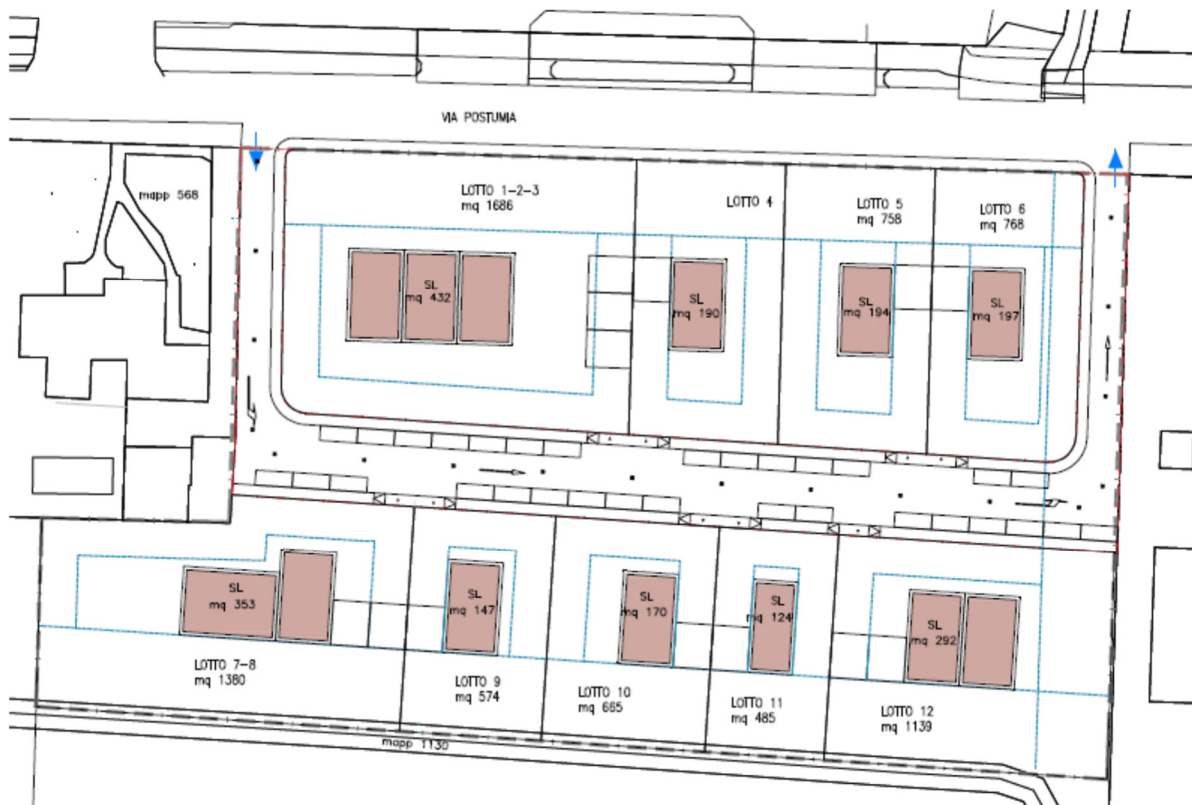 VIA POSTUMIA
mapp 568
LOTTO 1-2-3
mq 1686
LOTTO 4
LOTTO 5
mq 758
LOTTO 6
mq 768
SL
mq 432
SL
mq 190
SL
mq 194
SL
mq 197
SL
mq 353
SL
mq 147
SL
mq 170
SL
mq 124
SL
mq 292
LOTTO 7-8
mq 1380
LOTTO 9
mq 574
LOTTO 10
mq 665
LOTTO 11
mq 485
LOTTO 12
mq 1139
mapp 1130